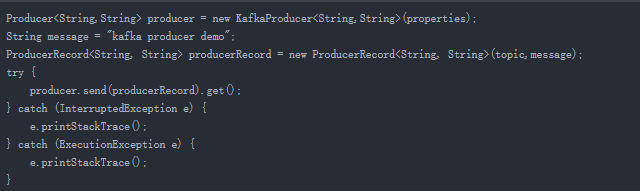 Producer<String,String> producer = new KafkaProducer<String,String>(properties);
String message = "kafka producer demo";
ProducerRecord<String, String> producerRecord = new ProducerRecord<String, String>(topic,message);
try {
    producer.send(producerRecord).get();
} catch (InterruptedException e) {
    e.printStackTrace();
} catch (ExecutionException e) {
    e.printStackTrace();
}